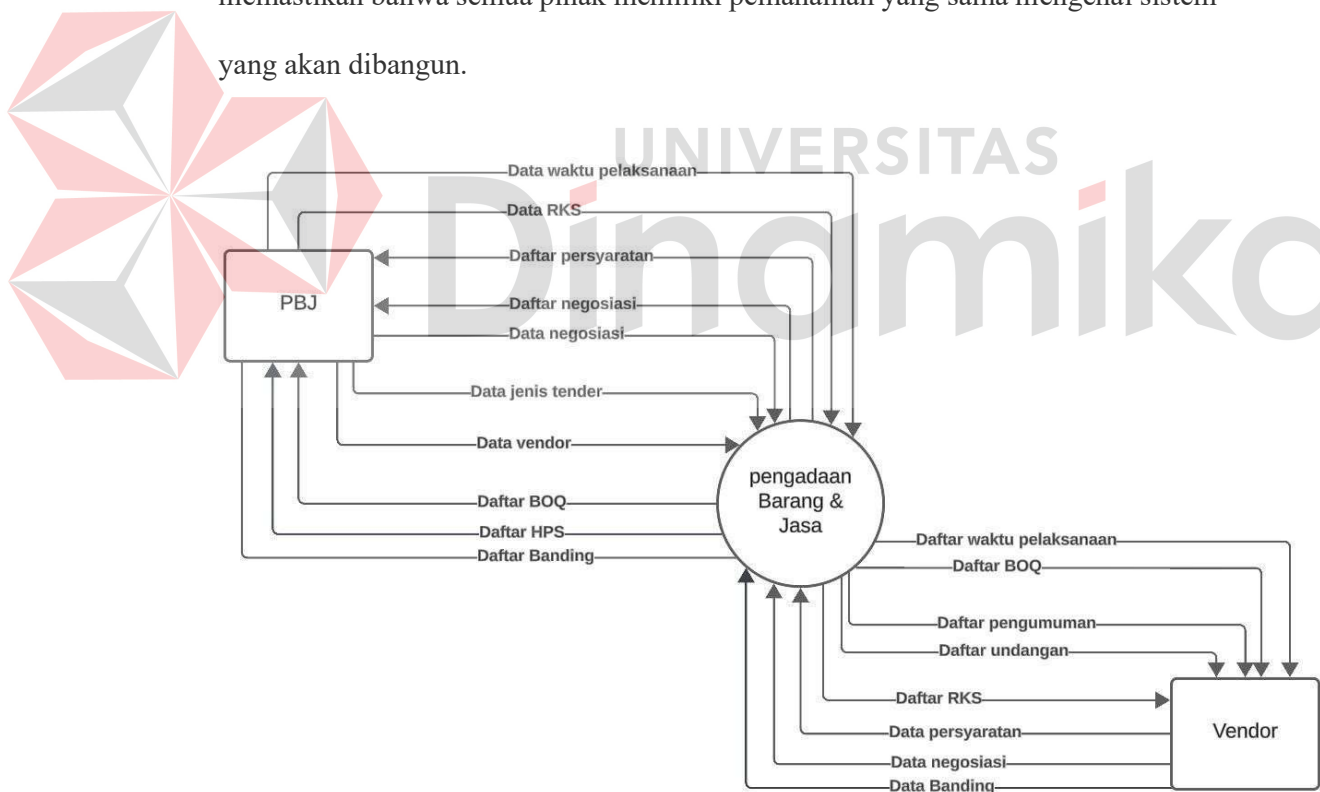 memastikan bahwa semua pihak memiliki pemahaman yang sama mengenai sistem
yang akan dibangun.
UNIVERSITAS
Dinamika
Data waktu pelaksanaan
Data RKS
Daftar persyaratan
PBJ
Daftar negosiasi
Data negosiasi
Data jenis tender
Data vendor
pengadaan
Barang &
Jasa
Daftar BOQ
Daftar HPS
Daftar Banding
Daftar waktu pelaksanaan
Daftar BOQ
Daftar pengumuman
Daftar undangan
Daftar RKS
Vendor
Data persyaratan
Data negosiasi
Data Banding